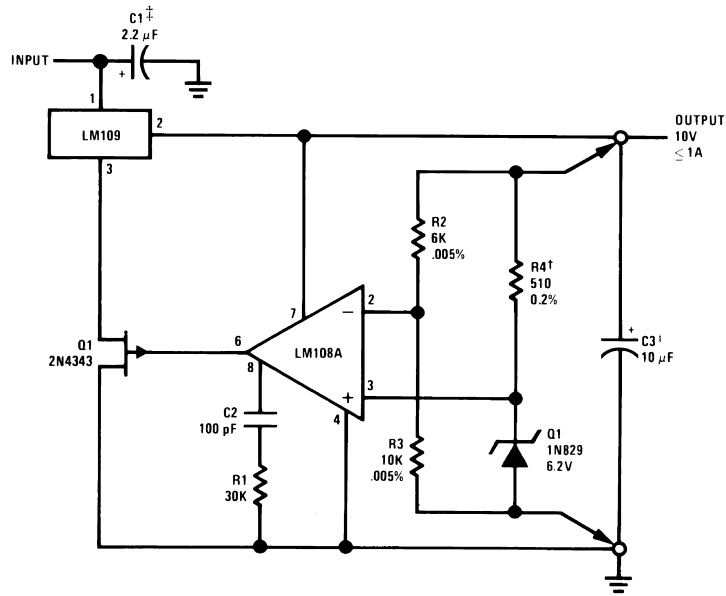 C1‡
2.2 μF
INPUT
+
1
LM109
2
3
OUTPUT
10V
≤ 1A
R2
6K
.005%
R4†
510
0.2%
7
2
−
6
LM108A
8
+
3
4
Q1
2N4343
C2
100 pF
R1
30K
R3
10K
.005%
Q1
1N829
6.2V
+
C3‡
10 μF